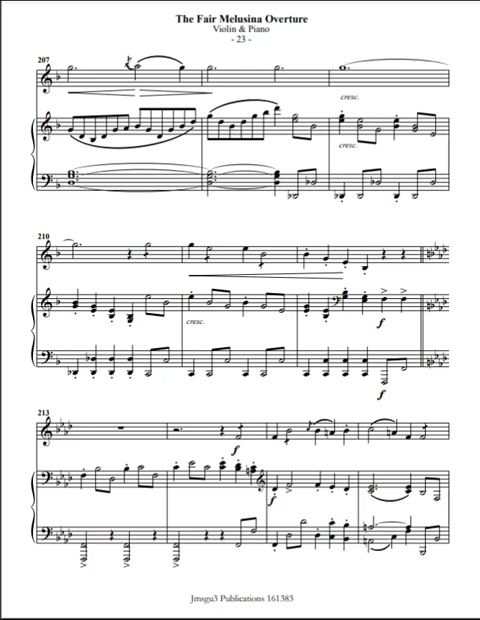 The Fair Melusina Overture
Violin & Piano
- 23 -
207
cresc.
cresc.
210
cresc.
f
f
213
f
f
Jmsgu3 Publications 161383